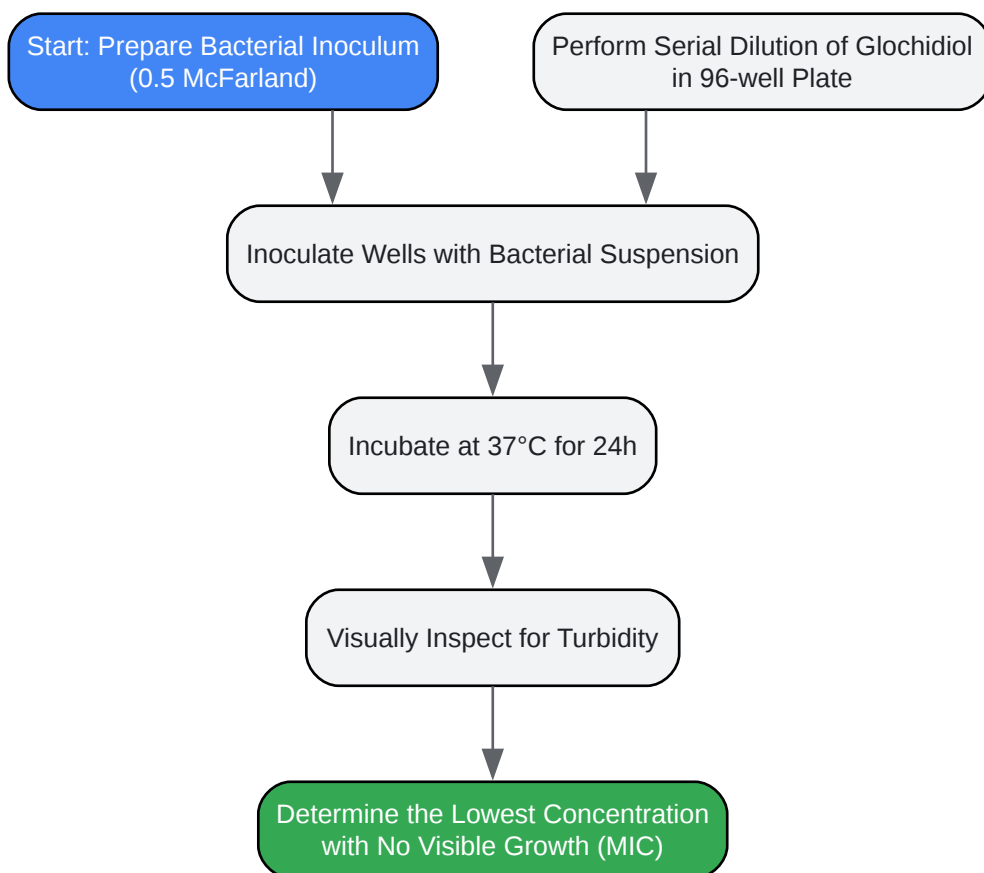 Start: Prepare Bacterial Inoculum
(0.5 McFarland)
Perform Serial Dilution of Glochidiol
in 96-well Plate
Inoculate Wells with Bacterial Suspension
Incubate at 37°C for 24h
Visually Inspect for Turbidity
Determine the Lowest Concentration
with No Visible Growth (MIC)